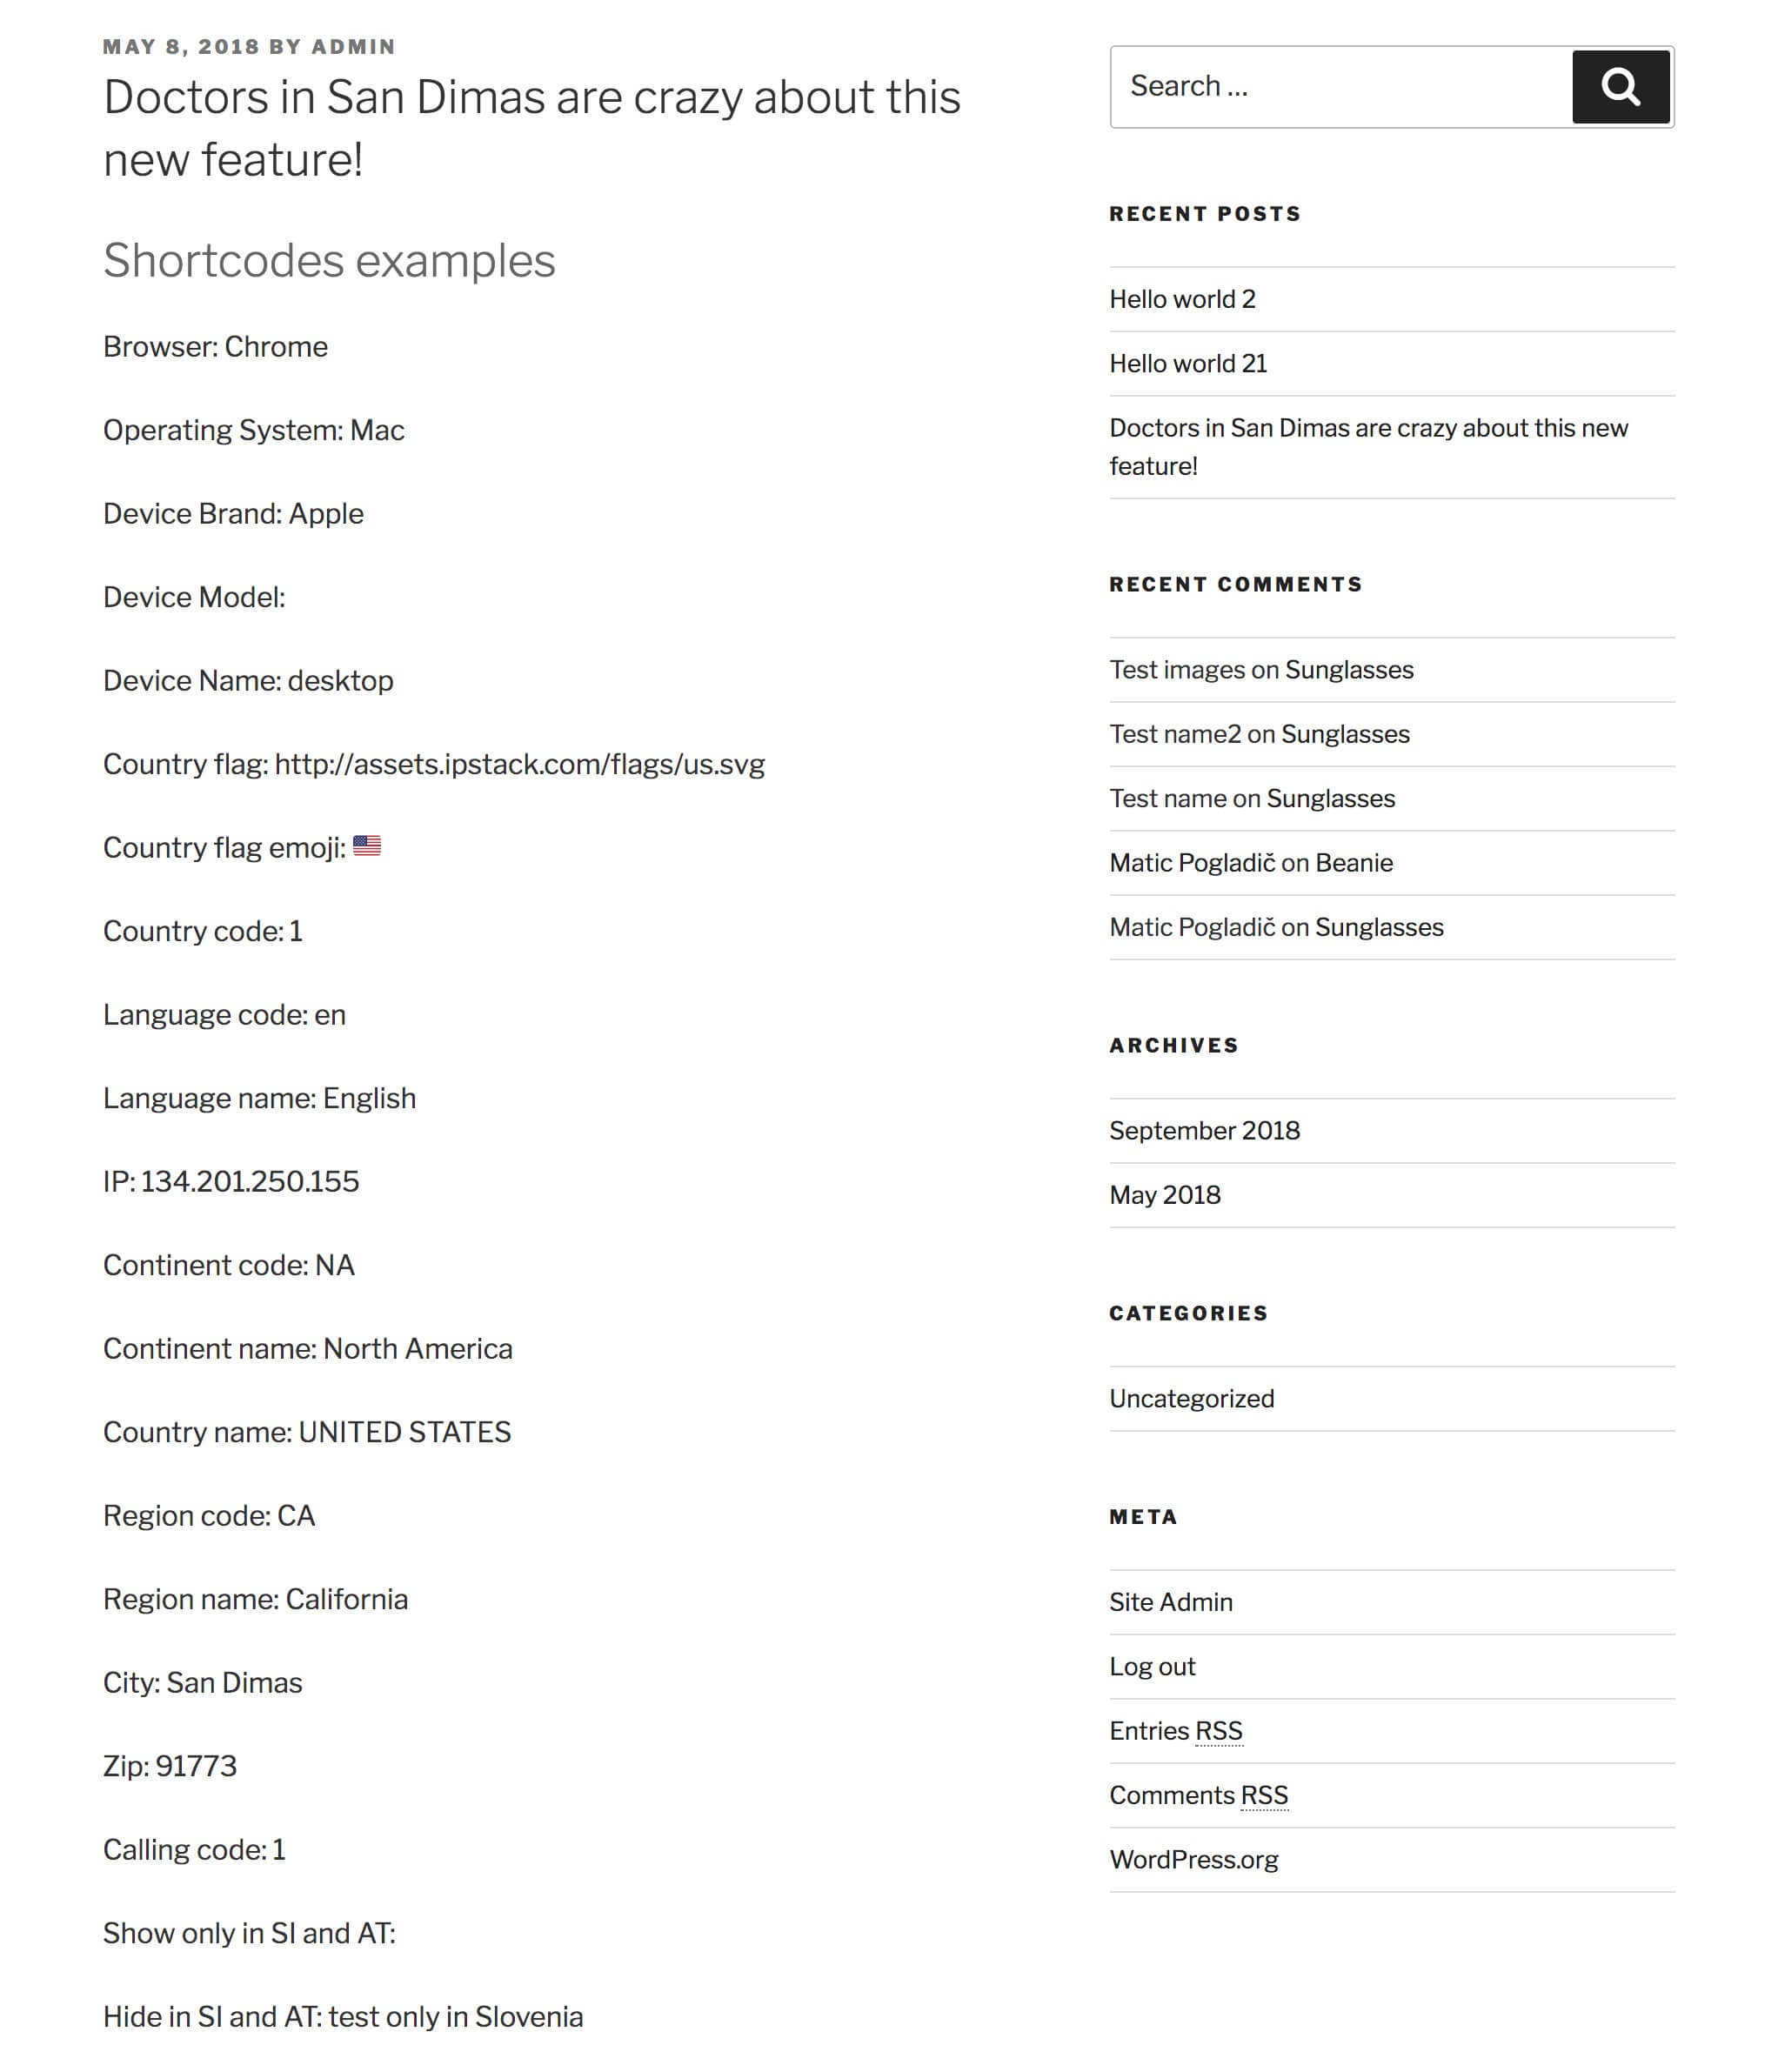 MAY 8, 2018 BY ADMIN
Doctors in San Dimas are crazy about this
new feature!
Shortcodes examples
Browser: Chrome
Operating System: Mac
Device Brand: Apple
Device Model:
Device Name: desktop
Country flag: http://assets.ipstack.com/flags/us.svg
Country flag emoji: 🇺🇸
Country code: 1
Language code: en
Language name: English
IP: 134.201.250.155
Continent code: NA
Continent name: North America
Country name: UNITED STATES
Region code: CA
Region name: California
City: San Dimas
Zip: 91773
Calling code: 1
Show only in SI and AT:
Hide in SI and AT: test only in Slovenia
Search ...
RECENT POSTS
Hello world 2
Hello world 21
Doctors in San Dimas are crazy about this new
feature!
RECENT COMMENTS
Test images on Sunglasses
Test name2 on Sunglasses
Test name on Sunglasses
Matic Pogladič on Beanie
Matic Pogladič on Sunglasses
ARCHIVES
September 2018
May 2018
CATEGORIES
Uncategorized
META
Site Admin
Log out
Entries RSS
Comments RSS
WordPress.org